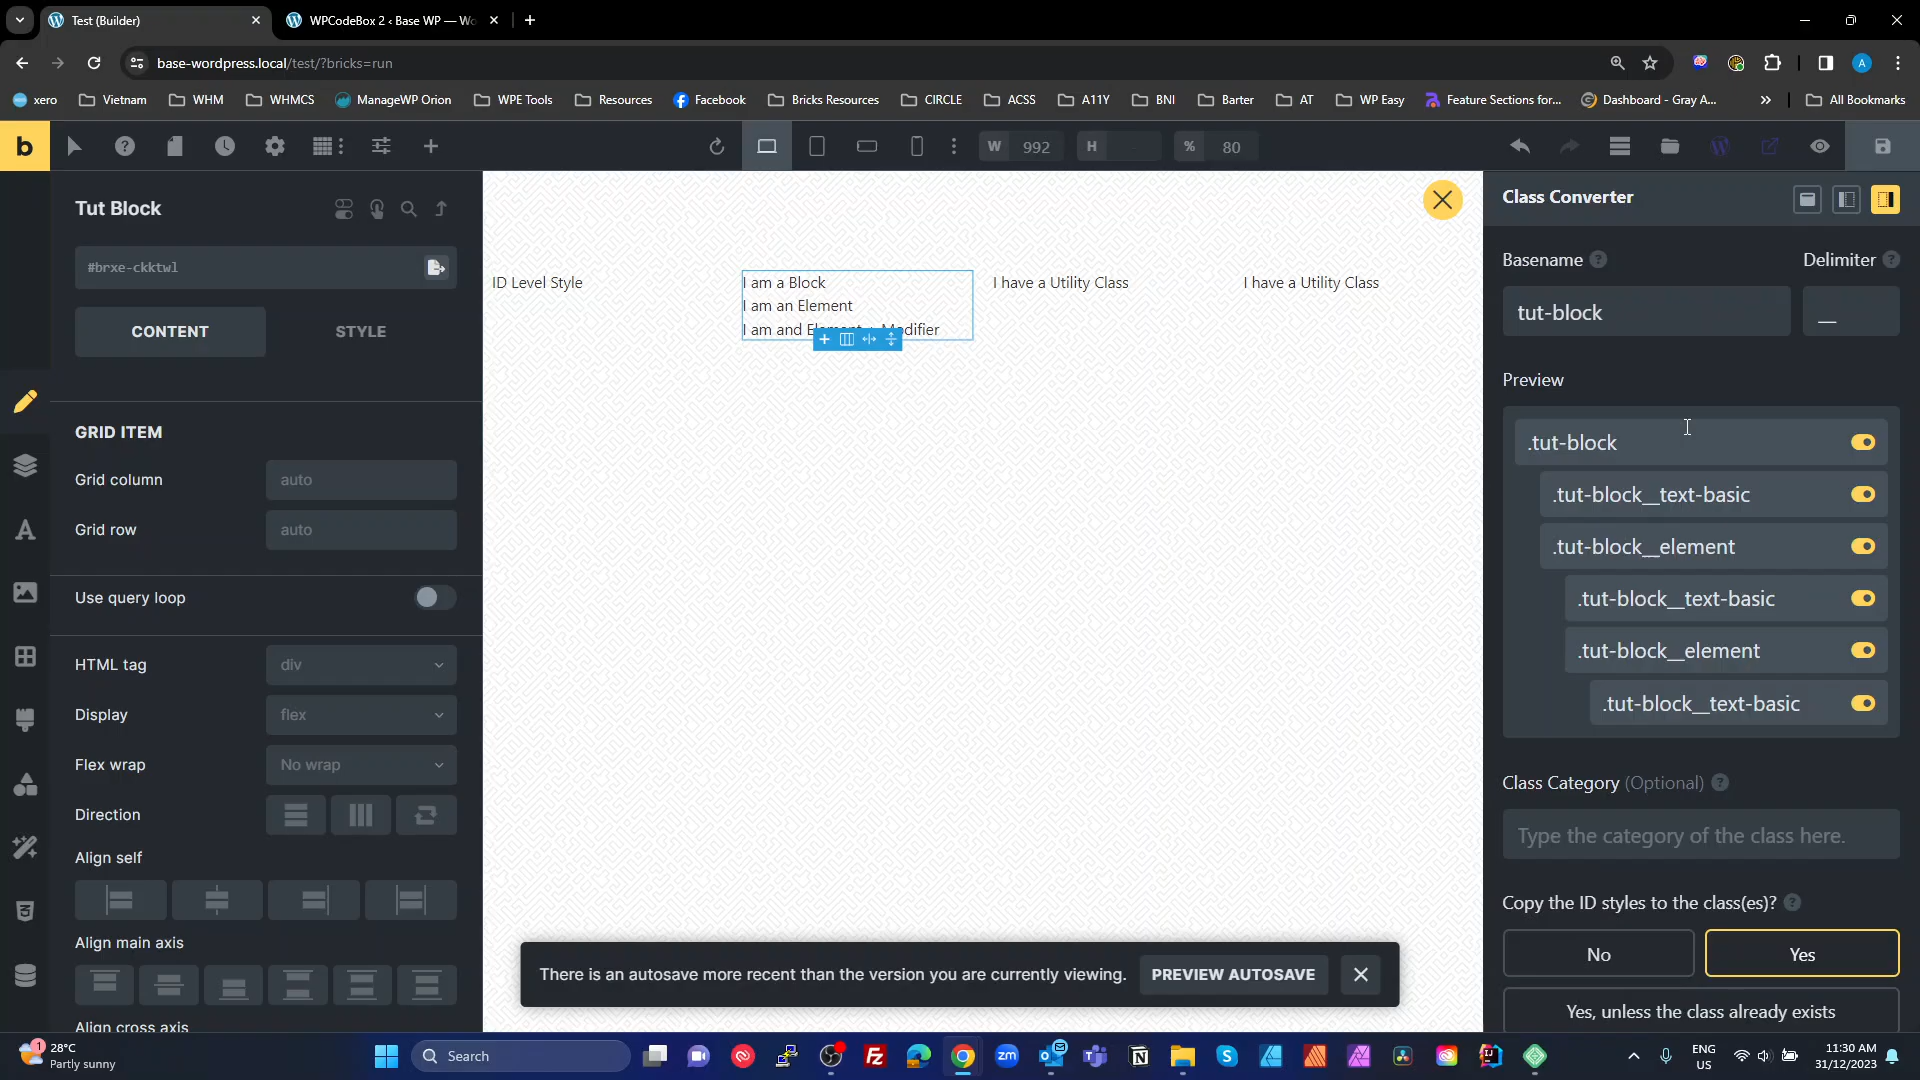 Test (Builder)
WPCodeBox 2 ‹ Base WP — Wo
base-wordpress.local/test/?bricks=run
A
xero
Vietnam
WHM
WHMCS
ManageWP Orion
WPE Tools
Resources
Facebook
Bricks Resources
CIRCLE
ACSS
A11Y
BNI
Barter
AT
WP Easy
Feature Sections for...
Dashboard - Gray A...
»
All Bookmarks
b
W 992
H
% 80
Tut Block
#brxe-ckktwl
CONTENT
STYLE
GRID ITEM
Grid column
auto
Grid row
auto
Use query loop
HTML tag
div
Display
flex
Flex wrap
No wrap
Direction
Align self
Align main axis
Align cross axis
ID Level Style
I am a Block
I am an Element
I am and Element + Modifier
I have a Utility Class
I have a Utility Class
There is an autosave more recent than the version you are currently viewing.
PREVIEW AUTOSAVE
Class Converter
Basename
Delimiter
tut-block
__
Preview
.tut-block
.tut-block__text-basic
.tut-block__element
.tut-block__text-basic
.tut-block__element
.tut-block__text-basic
Class Category (Optional)
Type the category of the class here.
Copy the ID styles to the class(es)?
No
Yes
Yes, unless the class already exists
1
28°C
Partly sunny
Search
zm
ENG
US
11:30 AM
31/12/2023